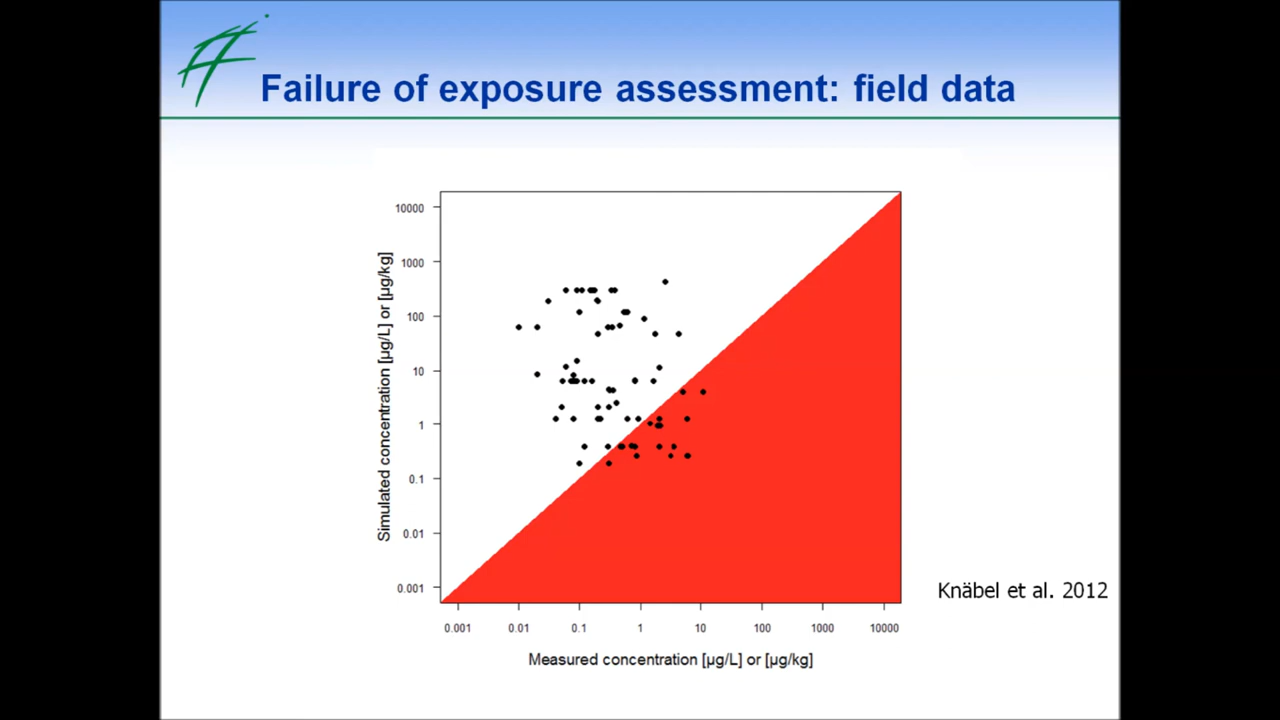 Failure of exposure assessment: field data
10000
1000
100
10
1
0.1
0.01
0.001
Simulated concentration [µg/L] or [µg/kg]
0.001 0.01 0.1 1 10 100 1000 10000
Measured concentration [µg/L] or [µg/kg]
Knäbel et al. 2012